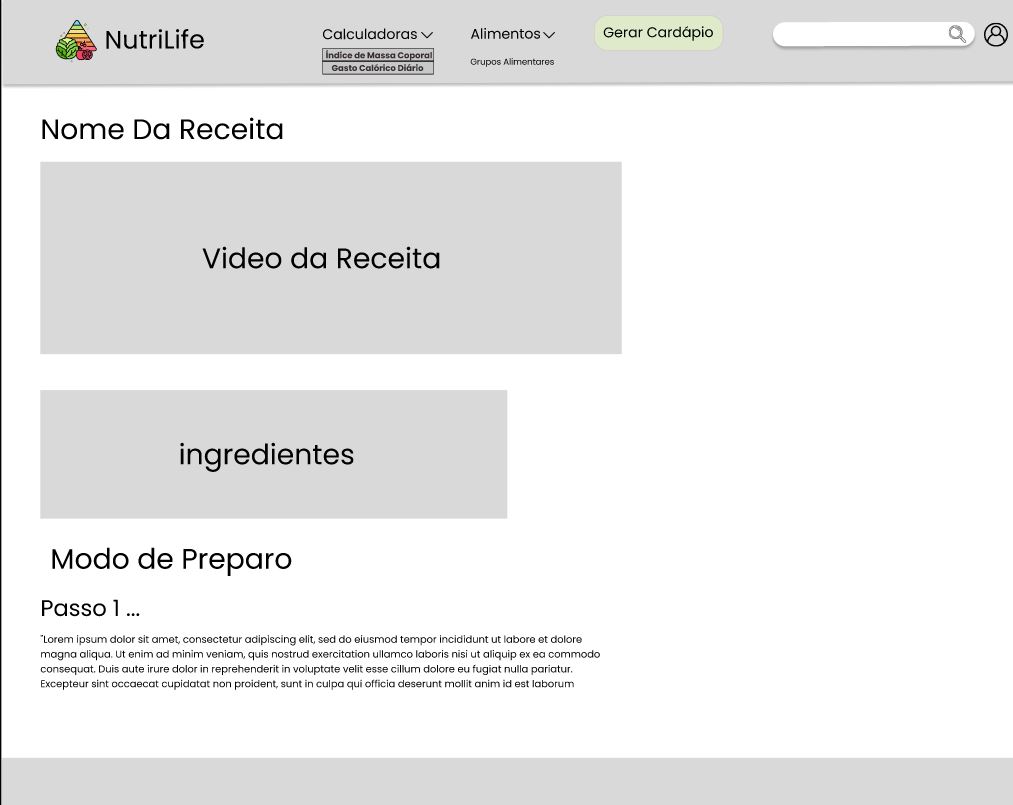 NutriLife
Calculadoras
Índice de Massa Coporal
Gasto Calórico Diário
Alimentos
Grupos Alimentares
Gerar Cardápio
Nome Da Receita
Video da Receita
ingredientes
Modo de Preparo
Passo 1 ...
"Lorem ipsum dolor sit amet, consectetur adipiscing elit, sed do eiusmod tempor incididunt ut labore et dolore
magna aliqua. Ut enim ad minim veniam, quis nostrud exercitation ullamco laboris nisi ut aliquip ex ea commodo
consequat. Duis aute irure dolor in reprehenderit in voluptate velit esse cillum dolore eu fugiat nulla pariatur.
Excepteur sint occaecat cupidatat non proident, sunt in culpa qui officia deserunt mollit anim id est laborum